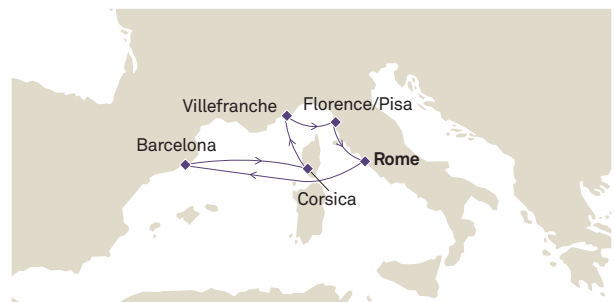 Villefranche
Florence/Pisa
Barcelona
Rome
Corsica